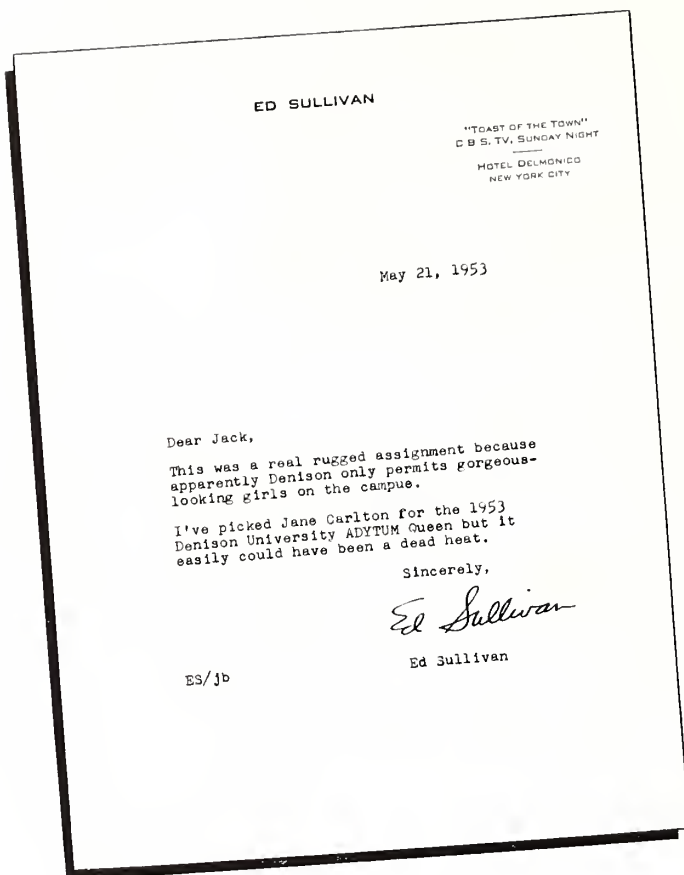 ED SULLIVAN
"TOAST OF THE TOWN"
C B S, TV, SUNDAY NIGHT
HOTEL DELMONICO
NEW YORK CITY
May 21, 1953
Dear Jack,
This was a real rugged assignment because
apparently Denison only permits gorgeous-
looking girls on the campue.
I've picked Jane Carlton for the 1953
Denison University ADYTUM Queen but it
easily could have been a dead heat.
Sincerely,
Ed Sullivan
Ed Sullivan
ES/jb